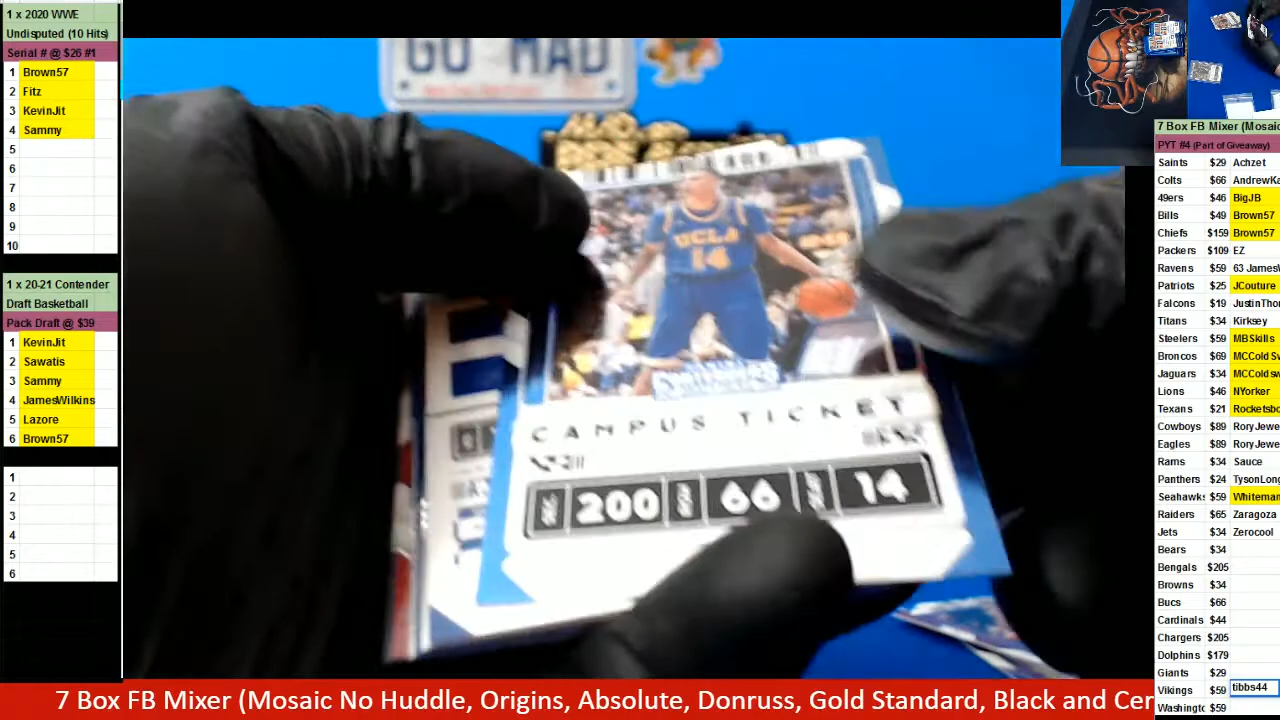 1 x 2020 WWE
Undisputed (10 Hits)
Serial # @ $26 #1
1 Brown57
2 Fitz
3 KevinJit
4 Sammy
5
6
7
8
9
10
1 x 20-21 Contender
Draft Basketball
Pack Draft @ $39
1 KevinJit
2 Sawatis
3 Sammy
4 JamesWilkins
5 Lazore
6 Brown57
1
2
3
4
5
6
GO MAD
UCLA
14
CAMPUS TICKET
200 66 14
7 Box FB Mixer (Mosaic
PYT #4 (Part of Giveaway)
Saints $29 Achzet
Colts $66 AndrewKa
49ers $46 BigJB
Bills $49 Brown57
Chiefs $159 Brown57
Packers $109 EZ
Ravens $59 63 JamesW
Patriots $25 JCouture
Falcons $19 JustinThor
Titans $34 Kirksey
Steelers $59 MBSkills
Broncos $69 MCColdSw
Jaguars $34 MCColdsw
Lions $46 NYorker
Texans $21 Rocketsbo
Cowboys $89 RoryJewe
Eagles $89 RoryJewe
Rams $34 Sauce
Panthers $24 TysonLong
Seahawks $59 Whiteman
Raiders $65 Zaragoza
Jets $34 Zerocool
Bears $34
Bengals $205
Browns $34
Bucs $66
Cardinals $44
Chargers $205
Dolphins $179
Giants $29
Vikings $59 tibbs44
Washingt $59
7 Box FB Mixer (Mosaic No Huddle, Origins, Absolute, Donruss, Gold Standard, Black and Cer